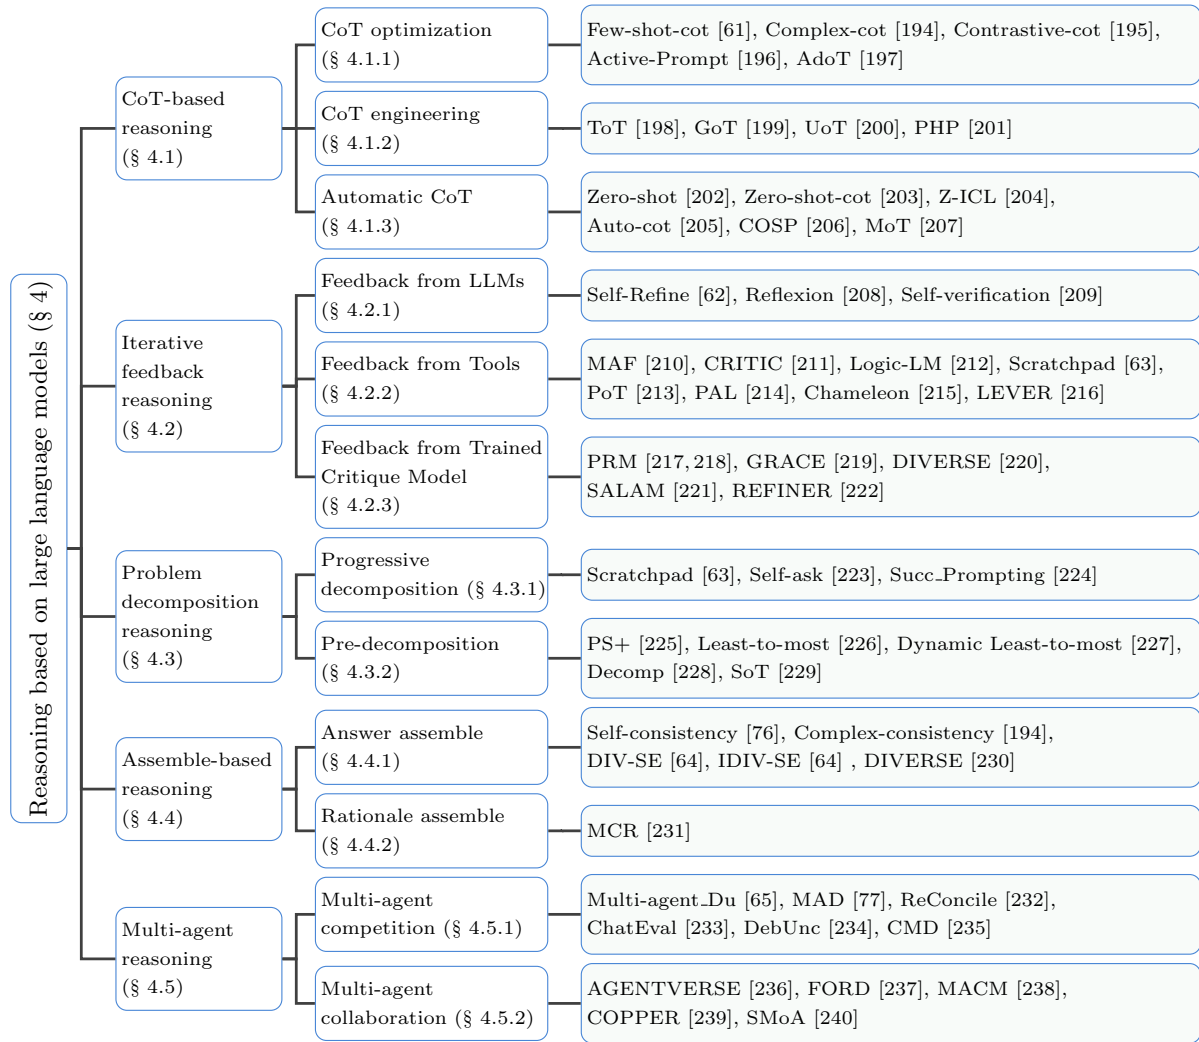 Reasoning based on large language models (§ 4)
CoT-based
reasoning
(§ 4.1)
CoT optimization
(§ 4.1.1)
Few-shot-cot [61], Complex-cot [194], Contrastive-cot [195],
Active-Prompt [196], AdoT [197]
CoT engineering
(§ 4.1.2)
ToT [198], GoT [199], UoT [200], PHP [201]
Automatic CoT
(§ 4.1.3)
Zero-shot [202], Zero-shot-cot [203], Z-ICL [204],
Auto-cot [205], COSP [206], MoT [207]
Iterative
feedback
reasoning
(§ 4.2)
Feedback from LLMs
(§ 4.2.1)
Self-Refine [62], Reflexion [208], Self-verification [209]
Feedback from Tools
(§ 4.2.2)
MAF [210], CRITIC [211], Logic-LM [212], Scratchpad [63],
PoT [213], PAL [214], Chameleon [215], LEVER [216]
Feedback from Trained
Critique Model
(§ 4.2.3)
PRM [217, 218], GRACE [219], DIVERSE [220],
SALAM [221], REFINER [222]
Problem
decomposition
reasoning
(§ 4.3)
Progressive
decomposition (§ 4.3.1)
Scratchpad [63], Self-ask [223], Succ_Prompting [224]
Pre-decomposition
(§ 4.3.2)
PS+ [225], Least-to-most [226], Dynamic Least-to-most [227],
Decomp [228], SoT [229]
Assemble-based
reasoning
(§ 4.4)
Answer assemble
(§ 4.4.1)
Self-consistency [76], Complex-consistency [194],
DIV-SE [64], IDIV-SE [64] , DIVERSE [230]
Rationale assemble
(§ 4.4.2)
MCR [231]
Multi-agent
reasoning
(§ 4.5)
Multi-agent
competition (§ 4.5.1)
Multi-agent_Du [65], MAD [77], ReConcile [232],
ChatEval [233], DebUnc [234], CMD [235]
Multi-agent
collaboration (§ 4.5.2)
AGENTVERSE [236], FORD [237], MACM [238],
COPPER [239], SMoA [240]